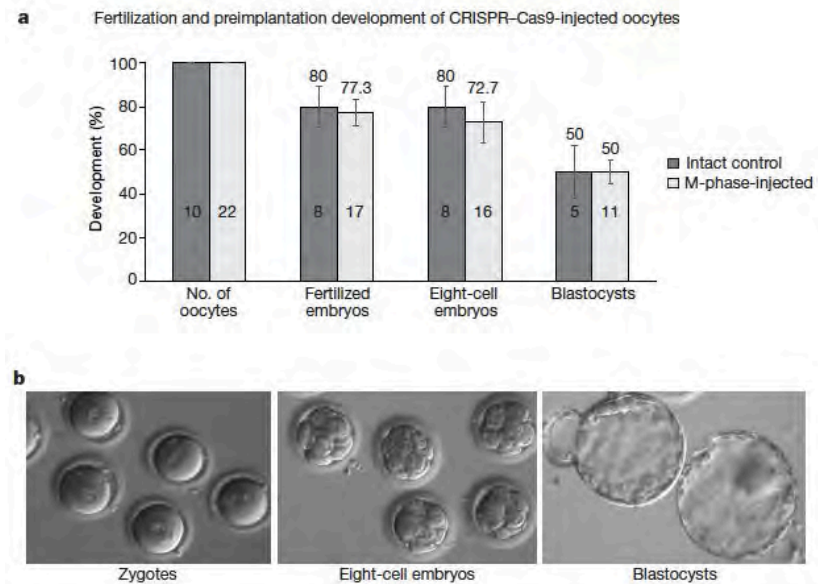 a
Fertilization and preimplantation development of CRISPR–Cas9-injected oocytes
Development (%)
100
80
60
40
20
0
80
77.3
80
72.7
50
50
10
22
8
17
8
16
5
11
No. of
oocytes
Fertilized
embryos
Eight-cell
embryos
Blastocysts
Intact control
M-phase-injected
b
Zygotes
Eight-cell embryos
Blastocysts